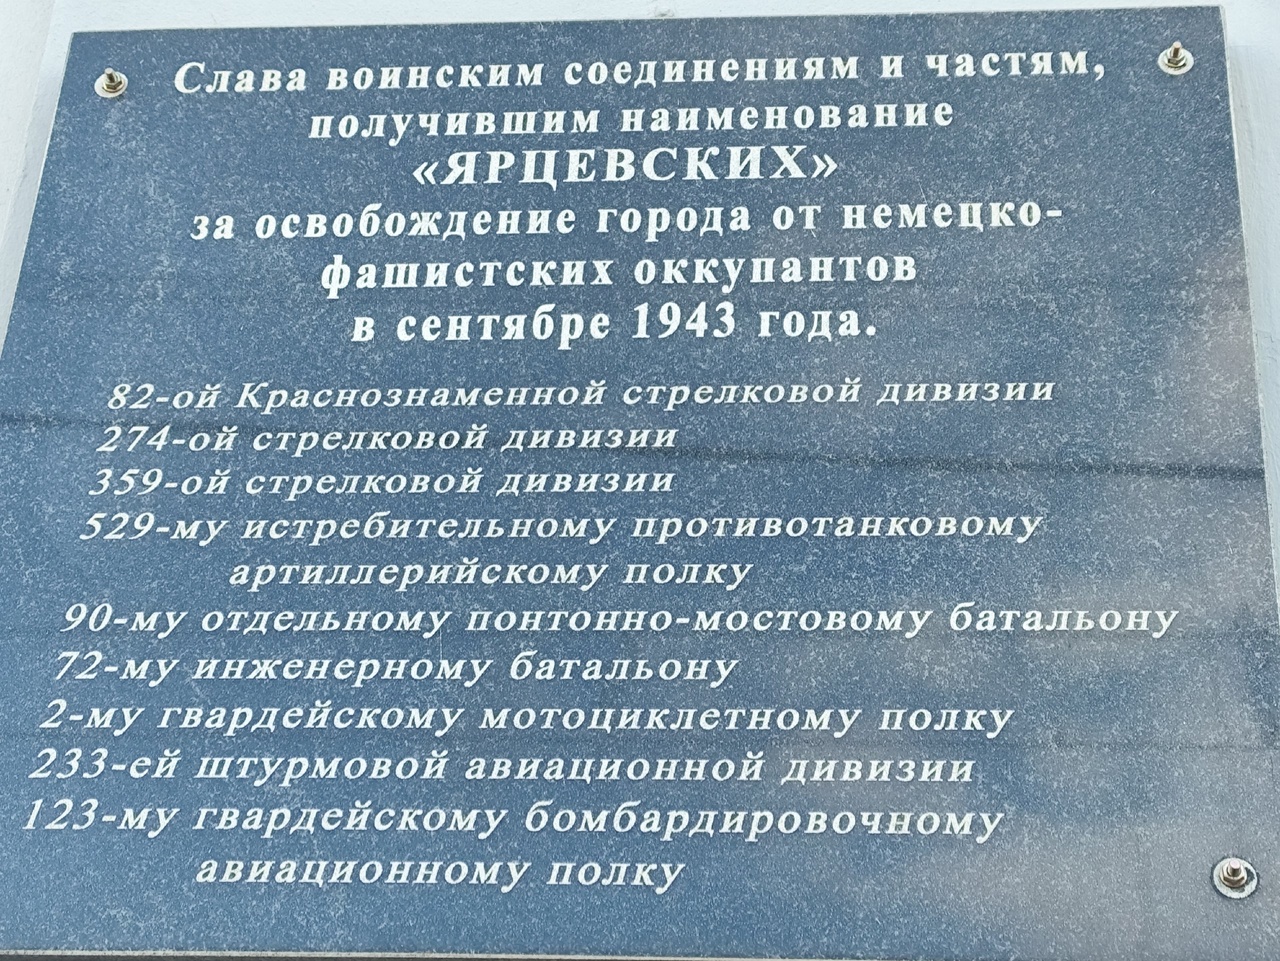 Слава воинским соединениям и частям,
получившим наименование
«ЯРЦЕВСКИХ»
за освобождение города от немецко-
фашистских оккупантов
в сентябре 1943 года.
82-ой Краснознаменной стрелковой дивизии
274-ой стрелковой дивизии
359-ой стрелковой дивизии
529-му истребительному противотанковому
артиллерийскому полку
90-му отдельному понтонно-мостовому батальону
72-му инженерному батальону
2-му гвардейскому мотоциклетному полку
233-ей штурмовой авиационной дивизии
123-му гвардейскому бомбардировочному
авиационному полку